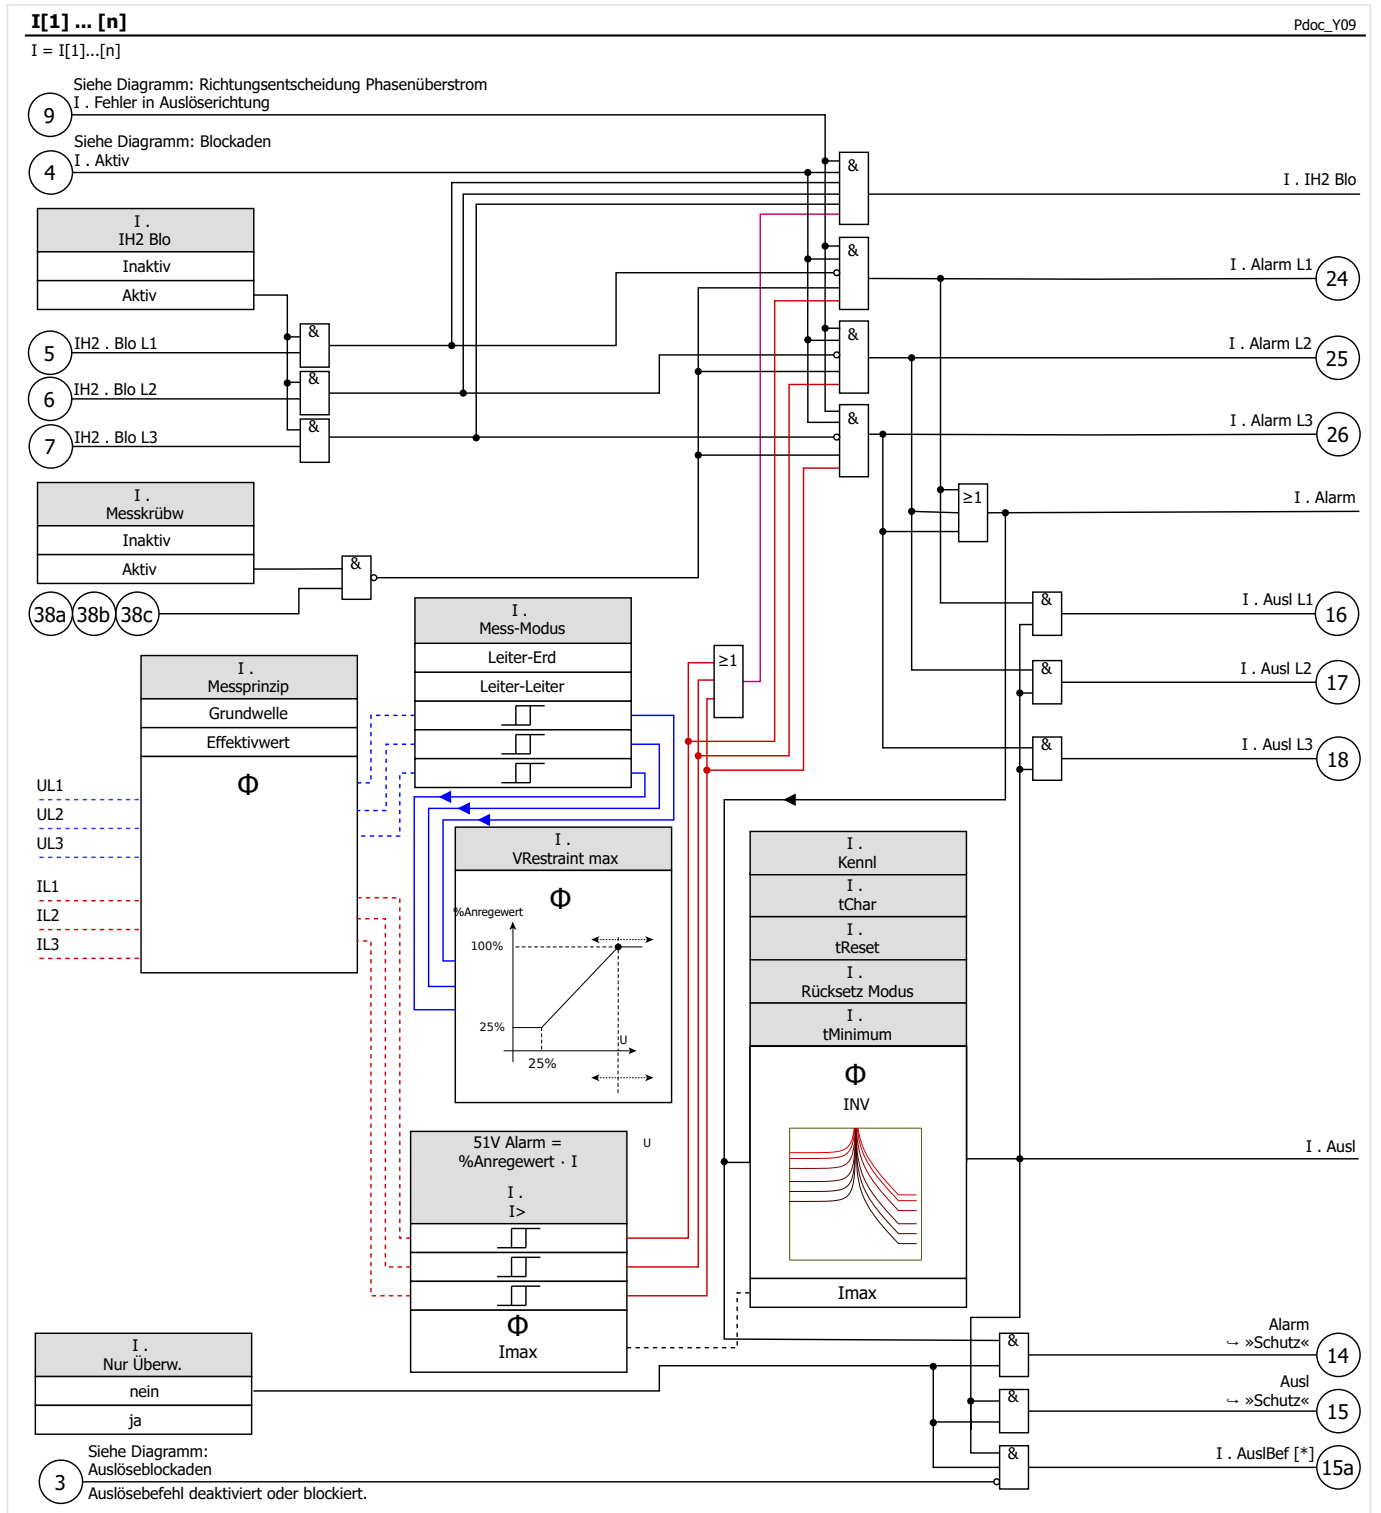 I[1] ... [n]
Pdoc_Y09
I = I[1]...[n]
Siehe Diagramm: Richtungsentscheidung Phasenüberstrom
9
I . Fehler in Auslöserichtung
Siehe Diagramm: Blockaden
4
I . Aktiv
&
I . IH2 Blo
I .
IH2 Blo
Inaktiv
Aktiv
&
I . Alarm L1
24
5
IH2 . Blo L1
&
&
I . Alarm L2
25
6
IH2 . Blo L2
&
7
IH2 . Blo L3
&
&
I . Alarm L3
26
I .
Messkrübw
Inaktiv
Aktiv
&
≥1
I . Alarm
38a
38b
38c
I .
Mess-Modus
Leiter-Erd
Leiter-Leiter
≥1
&
I . Ausl L1
16
&
I . Ausl L2
17
&
I . Ausl L3
18
I .
Messprinzip
Grundwelle
Effektivwert
Φ
UL1
UL2
UL3
IL1
IL2
IL3
I .
VRestraint max
Φ
%Anregewert
100%
25%
25%
U
I .
Kennl
I .
tChar
I .
tReset
I .
Rücksetz Modus
I .
tMinimum
Φ
INV
Imax
I . Ausl
51V Alarm =
%Anregewert · I
U
I .
I>
Φ
Imax
I .
Nur Überw.
nein
ja
&
Alarm
↪ »Schutz«
14
&
Ausl
↪ »Schutz«
15
&
I . AuslBef [*]
15a
Siehe Diagramm:
Auslöseblockaden
3
Auslösebefehl deaktiviert oder blockiert.